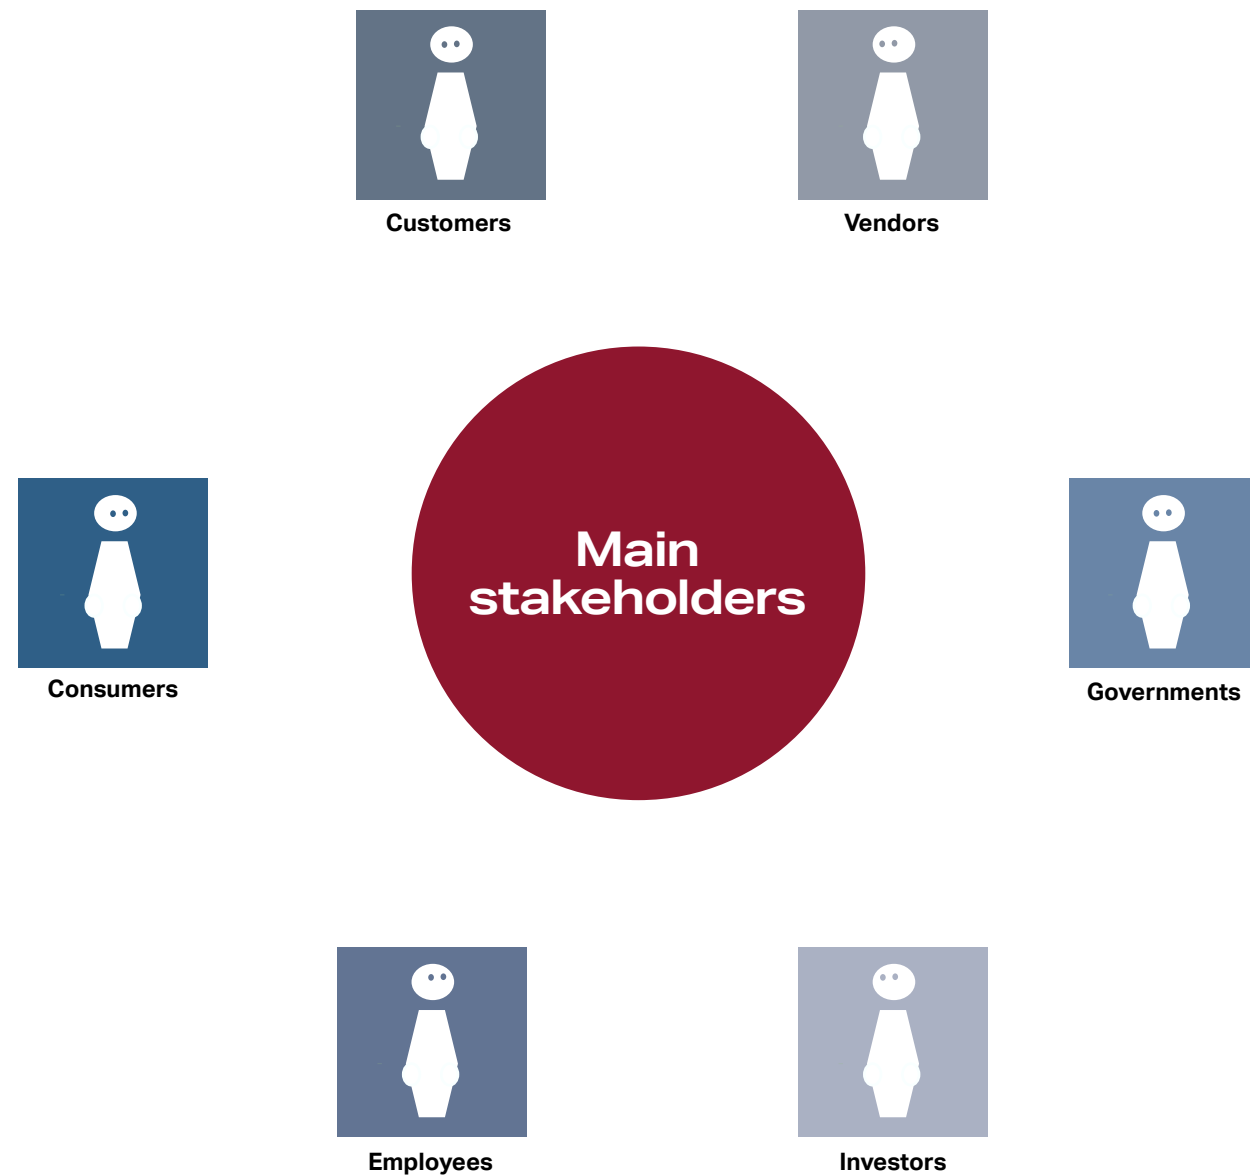 Customers
Vendors
Main
stakeholders
Consumers
Governments
Employees
Investors